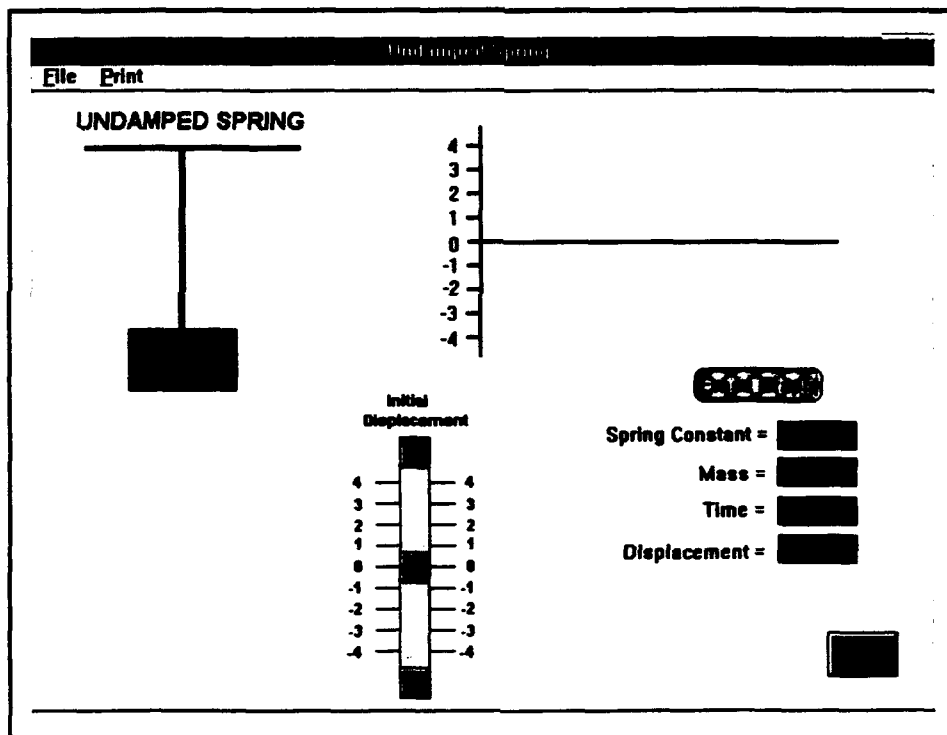 Undamped Spring
File Print
UNDAMPED SPRING
4
3
2
1
0
-1
-2
-3
-4
Initial
Displacement
4 4
3 3
2 2
1 1
0 0
-1 -1
-2 -2
-3 -3
-4 -4
Spring Constant =
Mass =
Time =
Displacement =